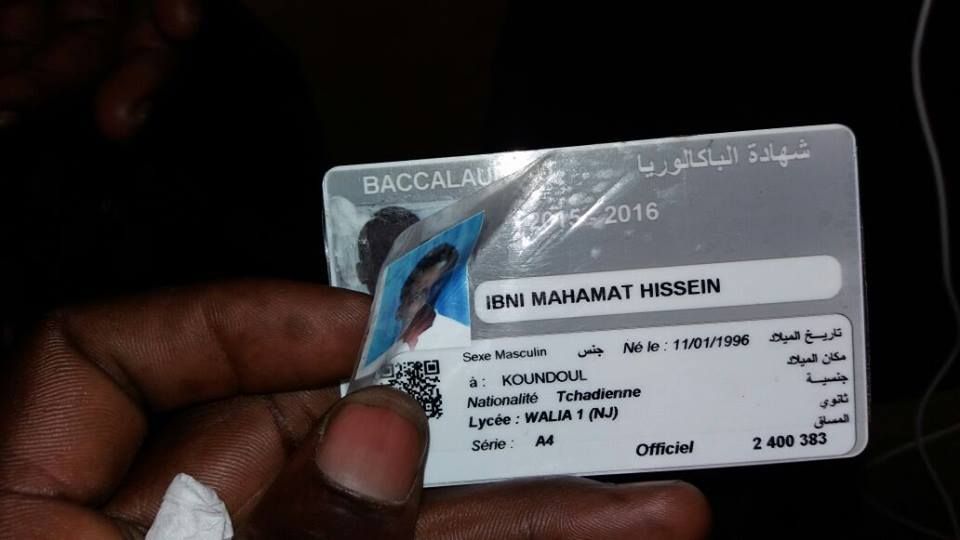 BACCALAU شهادة الباكالوريا
2015 - 2016
IBNI MAHAMAT HISSEIN
Sexe Masculin جنس Né le : 11/01/1996 تاريخ الميلاد
à : KOUNDOUL مكان الميلاد
Nationalité Tchadienne جنسية
Lycée : WALIA 1 (NJ) ثانوي
Série : A4 Officiel 2 400 383 المساق